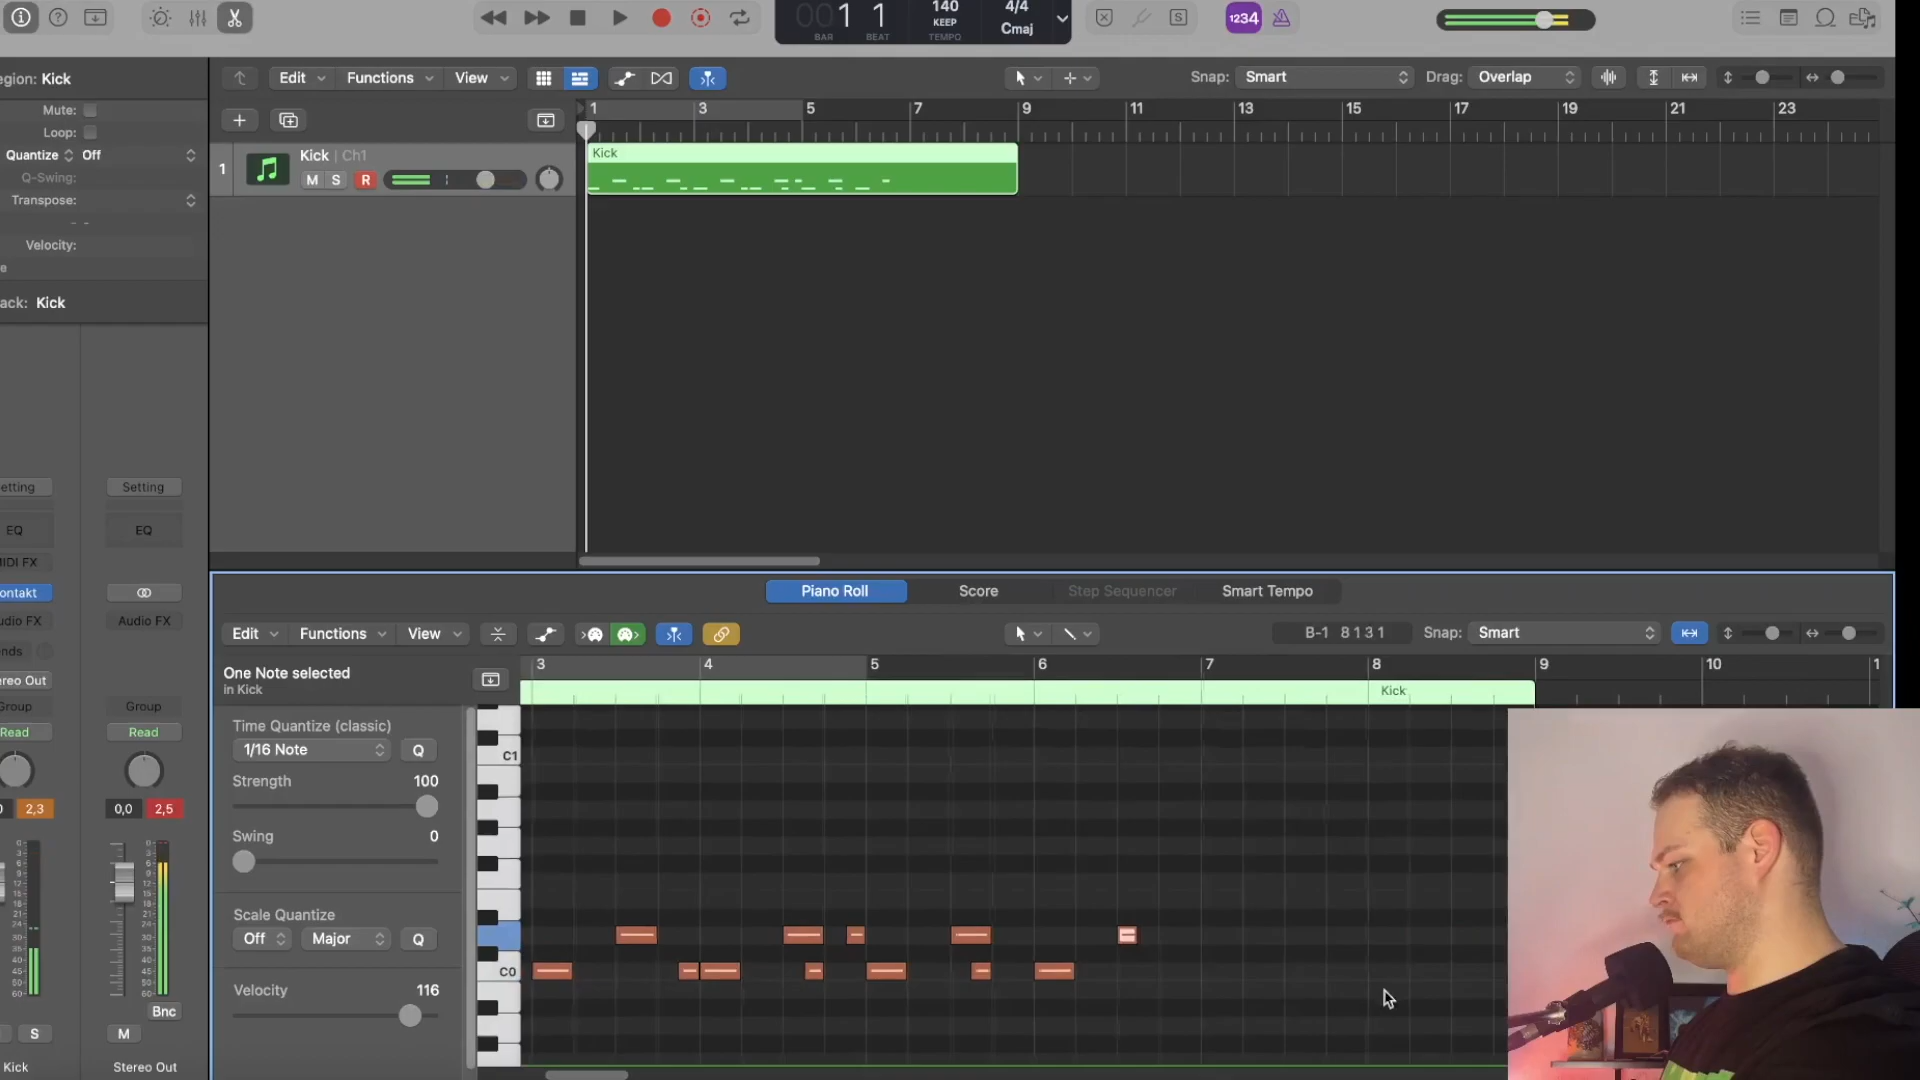 1234
00 1 1
BAR BEAT
140
KEEP
TEMPO
4/4
Cmaj
egion: Kick
Mute:
Loop:
Quantize Off
Q-Swing:
Transpose:
Velocity:
ack: Kick
Edit Functions View
Snap: Smart Drag: Overlap
1 3 5 7 9 11 13 15 17 19 21 23
1 Kick | Ch1
M S R
Kick
etting Setting
EQ EQ
IDI FX
ontakt
udio FX Audio FX
ends
ereo Out
Group Group
Read Read
2,3 0,0 2,5
Bnc
S M
Kick Stereo Out
Piano Roll Score Step Sequencer Smart Tempo
Edit Functions View
B-1 8 1 3 1 Snap: Smart
One Note selected
in Kick
3 4 5 6 7 8 9 10 1
Kick
Time Quantize (classic)
1/16 Note Q
Strength 100
Swing 0
Scale Quantize
Off Major Q
Velocity 116
C1
C0